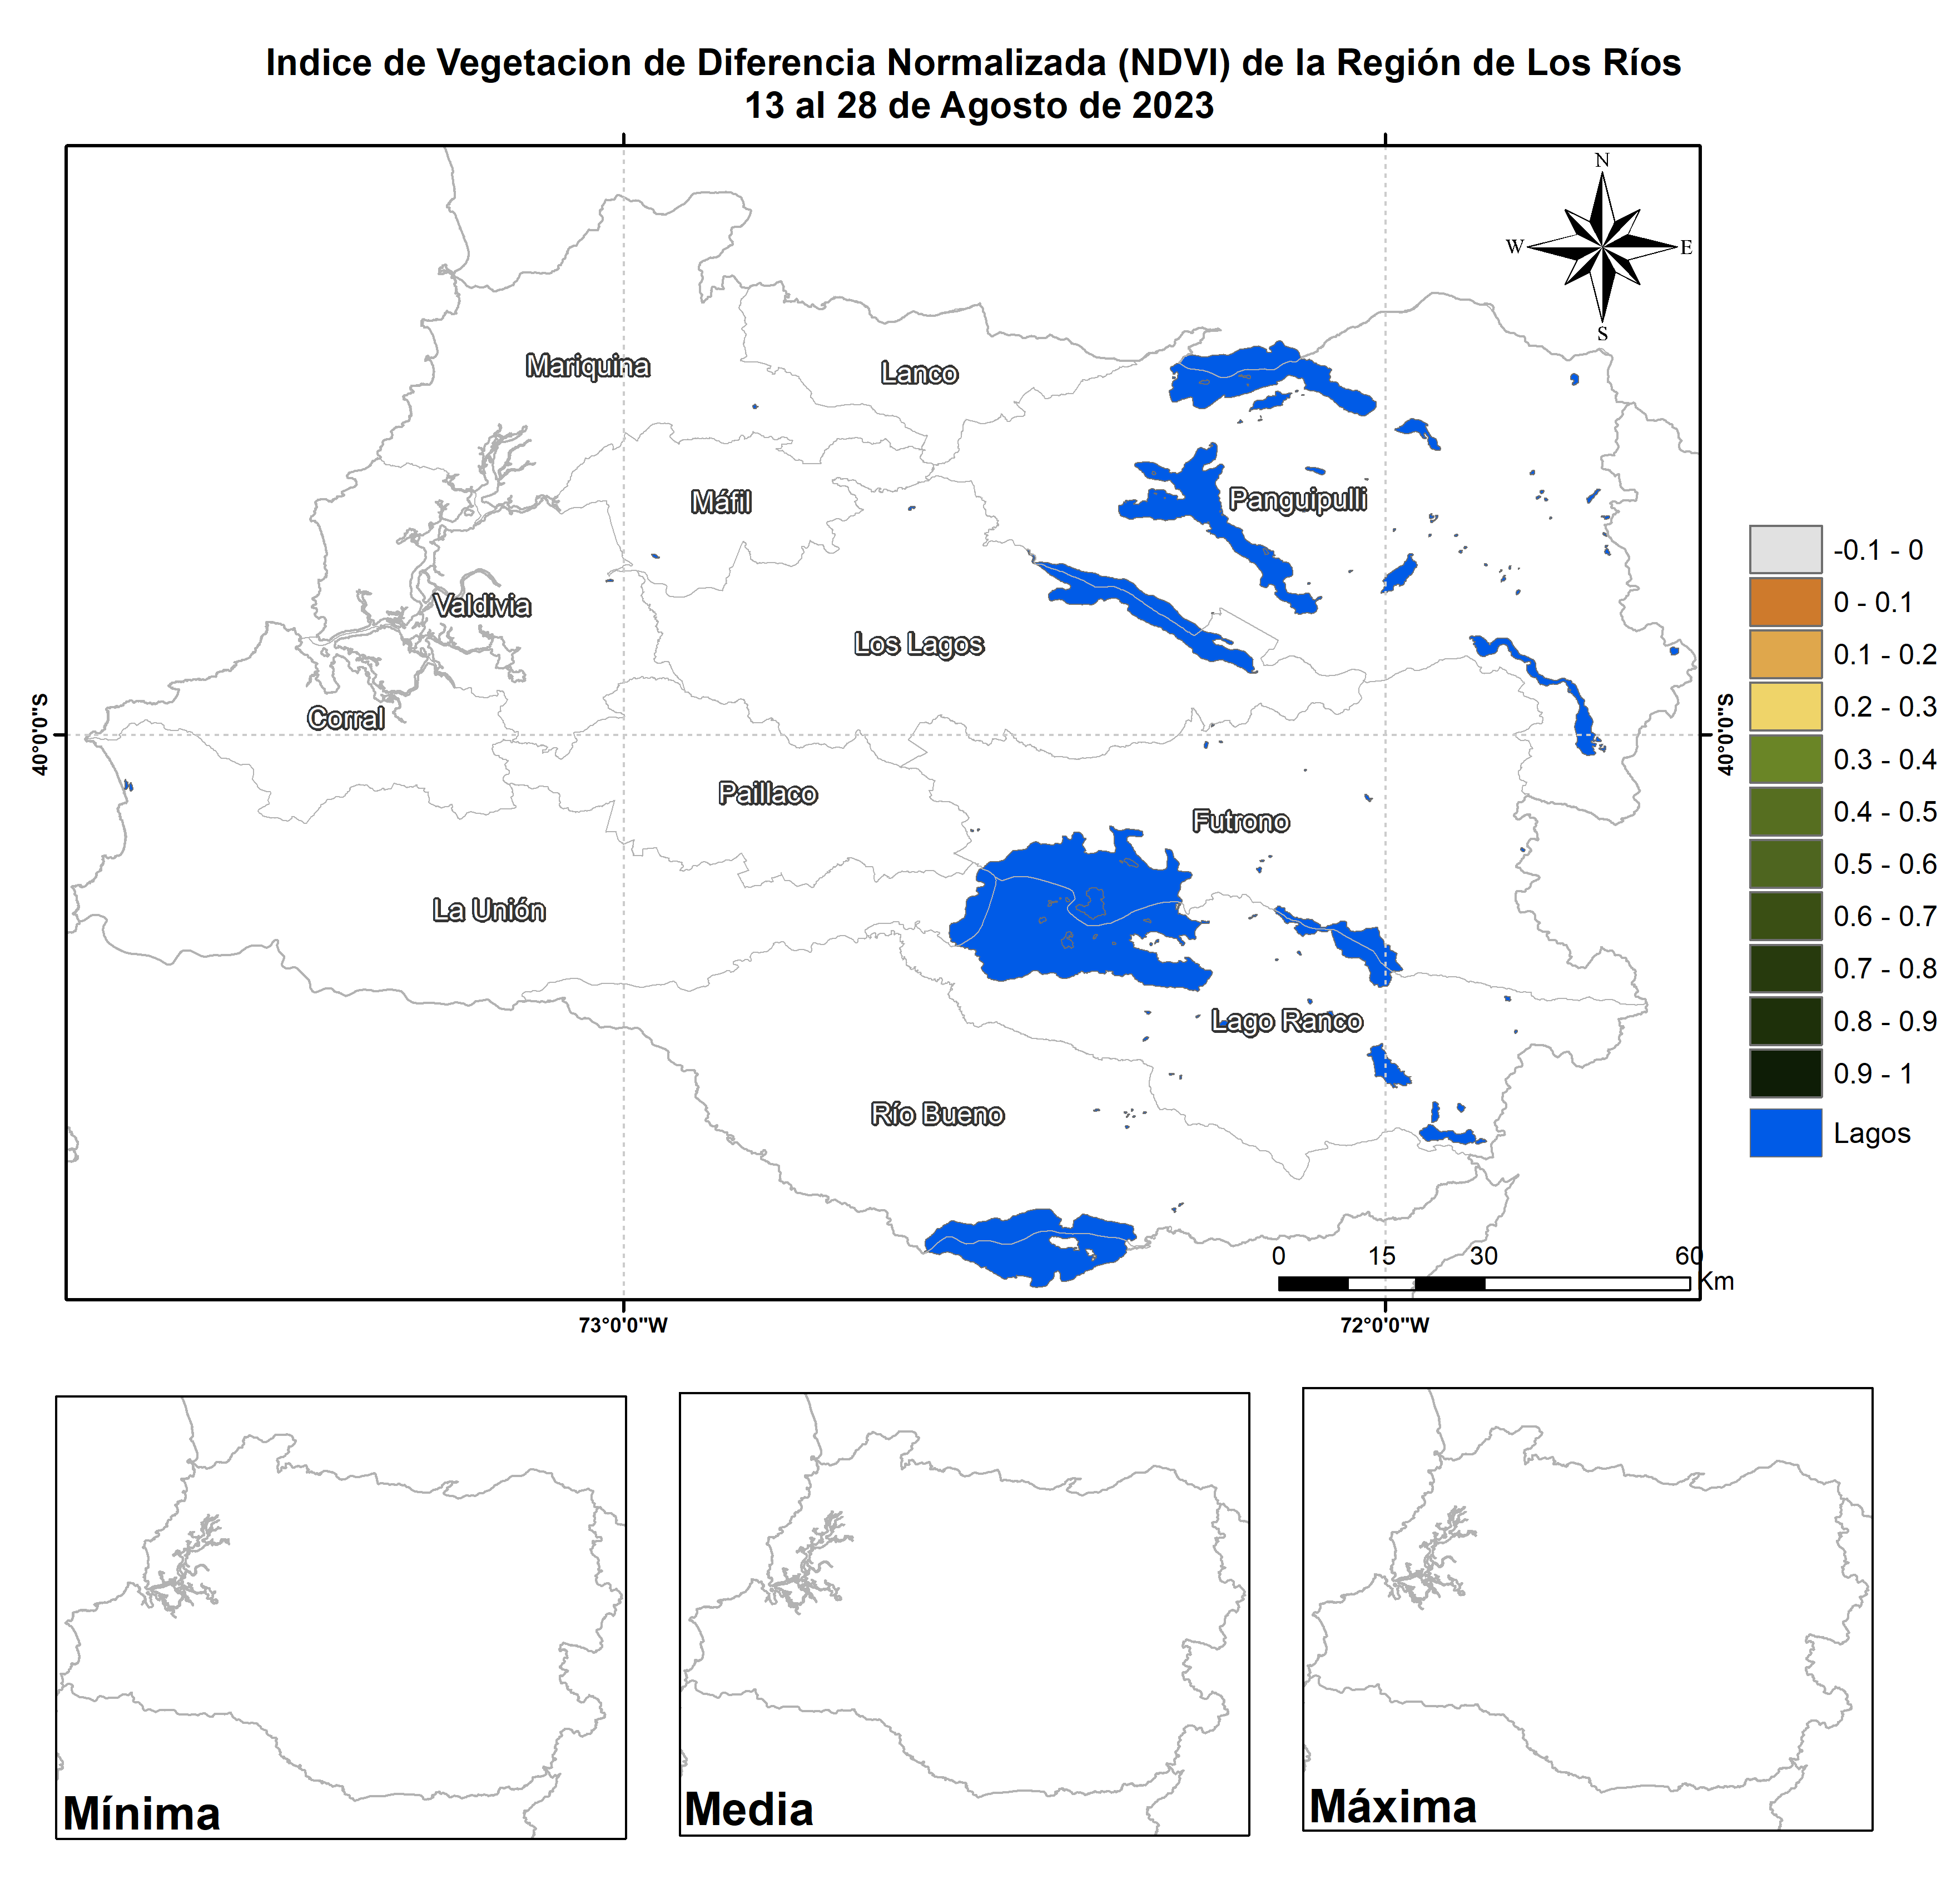 Indice de Vegetacion de Diferencia Normalizada (NDVI) de la Región de Los Ríos
13 al 28 de Agosto de 2023
N
W
E
S
Mariquina
Lanco
Máfil
Panguipulli
Valdivia
Los Lagos
Corral
Paillaco
Futrono
La Unión
Lago Ranco
Río Bueno
40°0'0"S
40°0'0"S
-0.1 - 0
0 - 0.1
0.1 - 0.2
0.2 - 0.3
0.3 - 0.4
0.4 - 0.5
0.5 - 0.6
0.6 - 0.7
0.7 - 0.8
0.8 - 0.9
0.9 - 1
Lagos
0 15 30 60
Km
73°0'0"W
72°0'0"W
Mínima
Media
Máxima